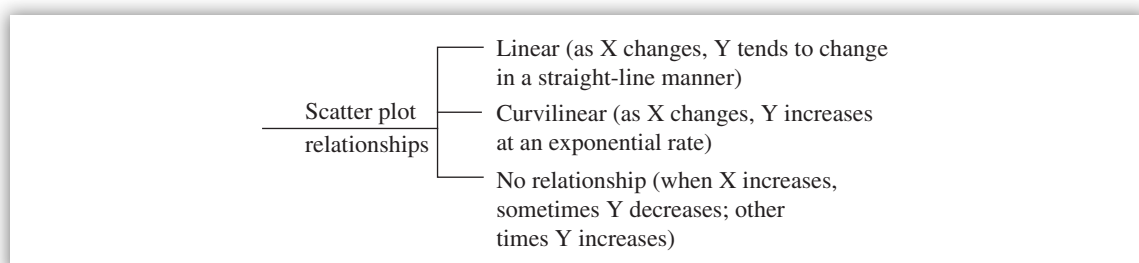 Scatter plot
relationships
Linear (as X changes, Y tends to change
in a straight-line manner)
Curvilinear (as X changes, Y increases
at an exponential rate)
No relationship (when X increases,
sometimes Y decreases; other
times Y increases)